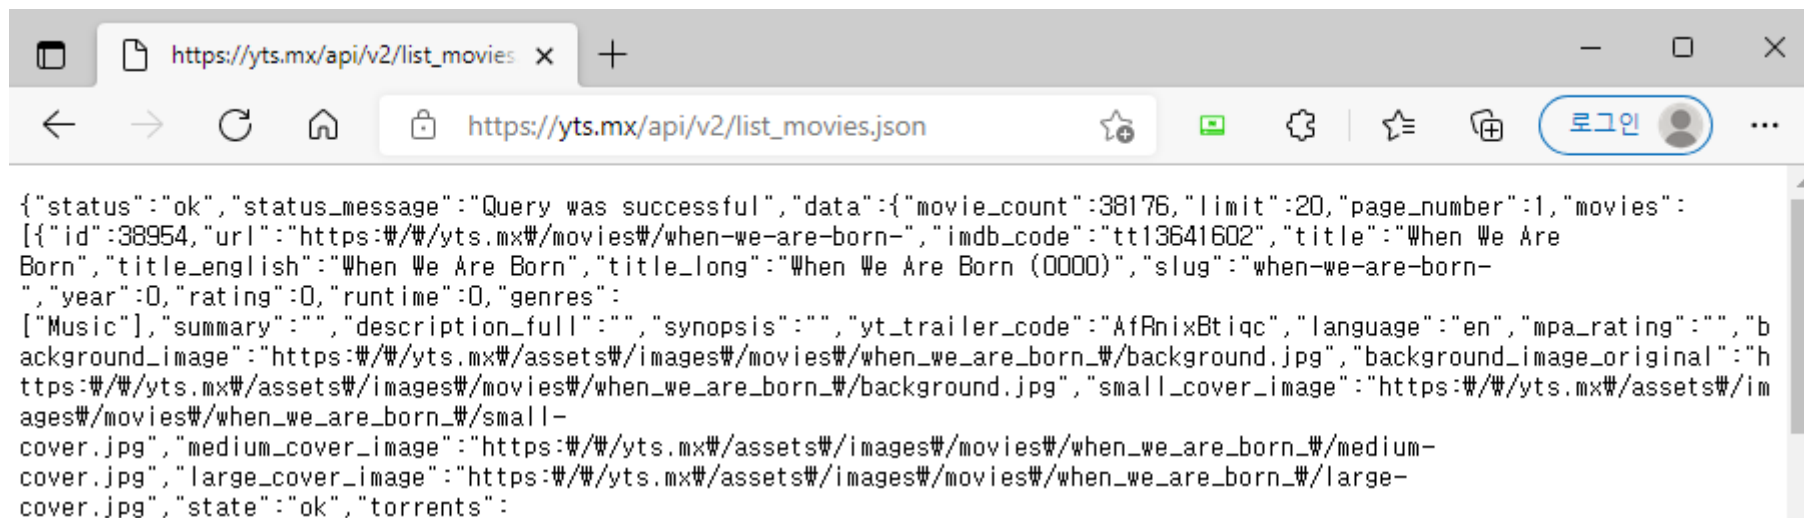 https://yts.mx/api/v2/list_movies
https://yts.mx/api/v2/list_movies.json
로그인
{"status":"ok","status_message":"Query was successful","data":{"movie_count":38176,"limit":20,"page_number":1,"movies":
[{"id":38954,"url":"https:₩/₩/yts.mx₩/movies₩/when-we-are-born-","imdb_code":"tt13641602","title":"When We Are
Born","title_english":"When We Are Born","title_long":"When We Are Born (0000)","slug":"when-we-are-born-
","year":0,"rating":0,"runtime":0,"genres":
["Music"],"summary":"","description_full":"","synopsis":"","yt_trailer_code":"AfRnixBtiqc","language":"en","mpa_rating":"","b
ackground_image":"https:₩/₩/yts.mx₩/assets₩/images₩/movies₩/when_we_are_born_₩/background.jpg","background_image_original":"h
ttps:₩/₩/yts.mx₩/assets₩/images₩/movies₩/when_we_are_born_₩/background.jpg","small_cover_image":"https:₩/₩/yts.mx₩/assets₩/im
ages₩/movies₩/when_we_are_born_₩/small-
cover.jpg","medium_cover_image":"https:₩/₩/yts.mx₩/assets₩/images₩/movies₩/when_we_are_born_₩/medium-
cover.jpg","large_cover_image":"https:₩/₩/yts.mx₩/assets₩/images₩/movies₩/when_we_are_born_₩/large-
cover.jpg","state":"ok","torrents":